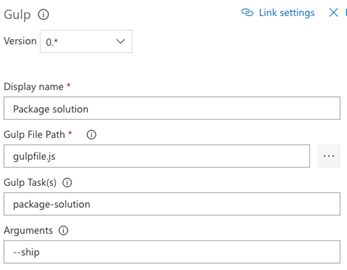 Gulp
Link settings
Version 0.*
Display name *
Package solution
Gulp File Path *
gulpfile.js
...
Gulp Task(s)
package-solution
Arguments
--ship